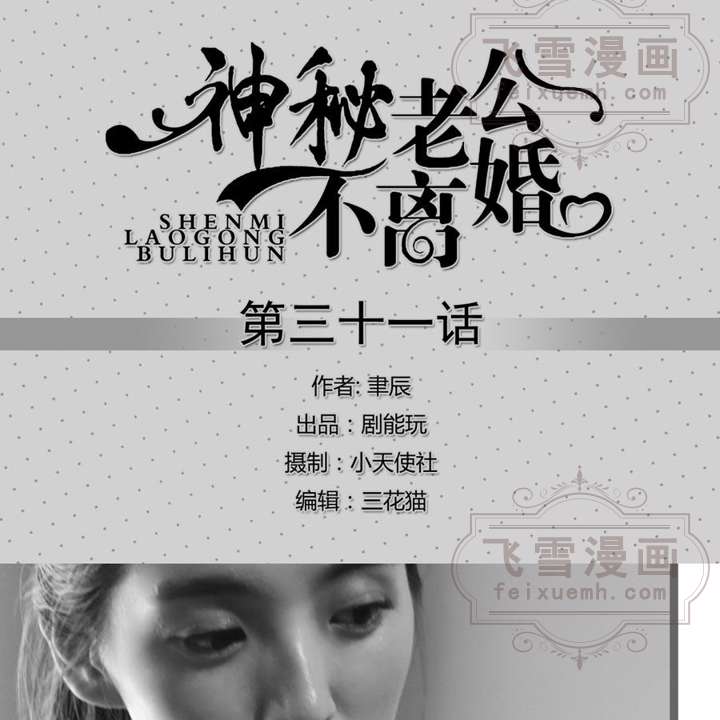 飞雪漫画
feixuemh.com
神秘老公
不离婚
SHENMI
LAOGONG
BULIHUN
第三十一话
作者: 聿辰
出品：剧能玩
摄制：小天使社
编辑：三花猫
飞雪漫画
feixuemh.com